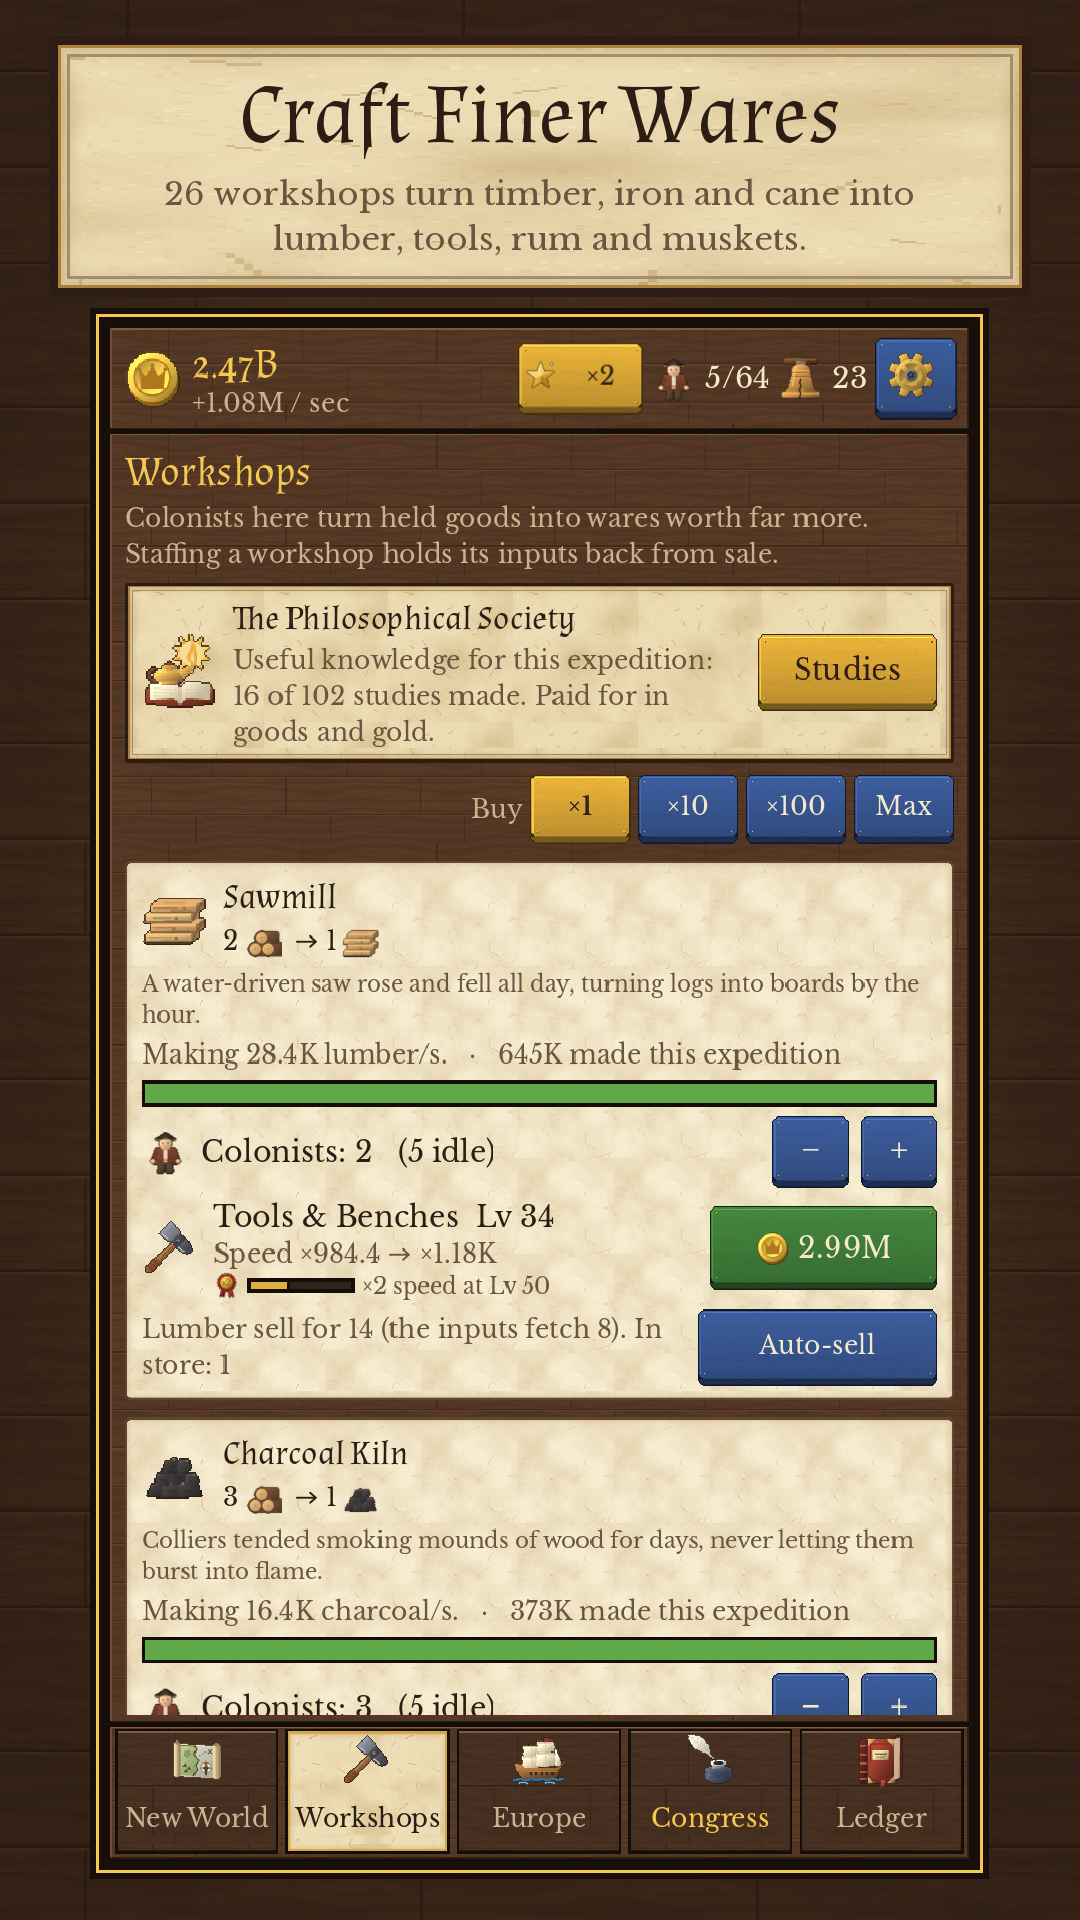 Craft Finer Wares
26 workshops turn timber, iron and cane into
lumber, tools, rum and muskets.
2.47B
+1.08M / sec
×2
5/64
23
Workshops
Colonists here turn held goods into wares worth far more.
Staffing a workshop holds its inputs back from sale.
The Philosophical Society
Useful knowledge for this expedition:
16 of 102 studies made. Paid for in
goods and gold.
Studies
Buy ×1 ×10 ×100 Max
Sawmill
2 → 1
A water-driven saw rose and fell all day, turning logs into boards by the
hour.
Making 28.4K lumber/s. · 645K made this expedition
Colonists: 2 (5 idle) − +
Tools & Benches Lv 34
Speed ×984.4 → ×1.18K
×2 speed at Lv 50
2.99M
Lumber sell for 14 (the inputs fetch 8). In
store: 1
Auto-sell
Charcoal Kiln
3 → 1
Colliers tended smoking mounds of wood for days, never letting them
burst into flame.
Making 16.4K charcoal/s. · 373K made this expedition
Colonists: 3 (5 idle) − +
New World Workshops Europe Congress Ledger